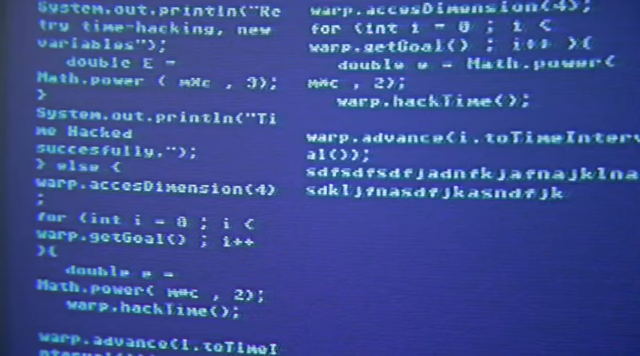 System.out.println("Re
try time-hacking, new
variables");
double E =
Math.power ( m*c , 3);
}
System.out.println("Ti
me Hacked
succesfully,");
} else {
warp.accesDimension(4)
;
for (int i = 0 ; i <
warp.getGoal() ; i++
){
double e =
Math.power( m*c , 2);
warp.hackTime();
warp.advance(i.toTimeI
warp.accesDimension(4);
for (int i = 0 ; i <
warp.getGoal() ; i++ ){
double e = Math.power(
m*c , 2);
warp.hackTime();
warp.advance(i.toTimeInterv
al());
sdfsdfsdfjadnfkjafnajklna
sdkljfnasdfjkasndfjk